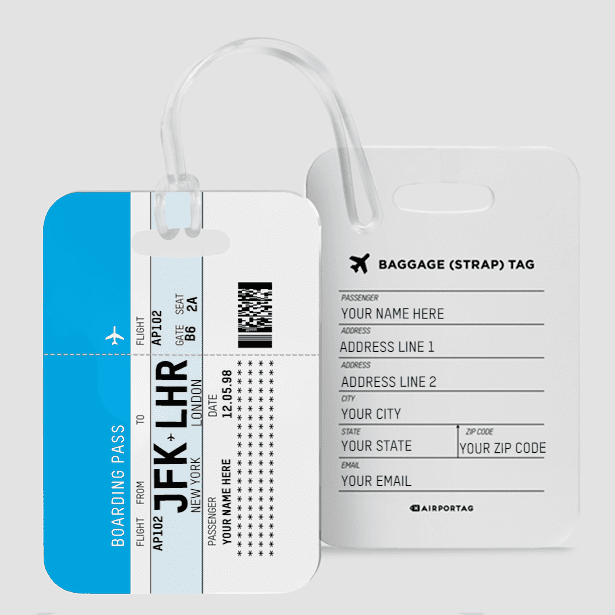 BOARDING PASS
FLIGHT FROM TO FLIGHT
AP102 AP102
JFK LHR
NEW YORK LONDON
GATE SEAT
B6 2A
PASSENGER DATE
YOUR NAME HERE 12.05.98
********************
********************
********************
BAGGAGE (STRAP) TAG
PASSENGER
YOUR NAME HERE
ADDRESS
ADDRESS LINE 1
ADDRESS
ADDRESS LINE 2
CITY
YOUR CITY
STATE ZIP CODE
YOUR STATE YOUR ZIP CODE
EMAIL
YOUR EMAIL
AIRPORTAG